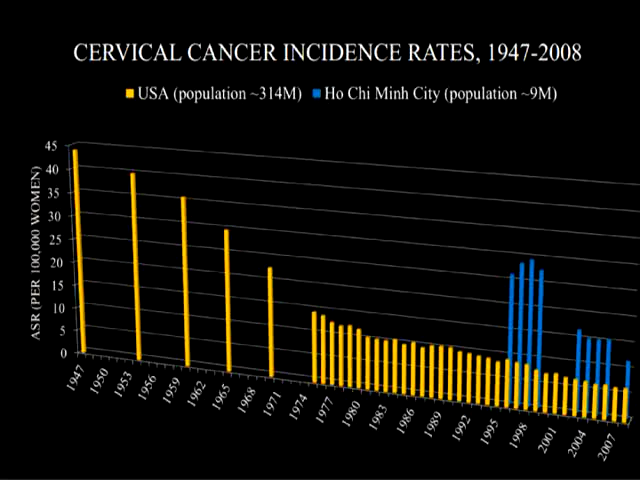 CERVICAL CANCER INCIDENCE RATES, 1947-2008
USA (population ~314M) Ho Chi Minh City (population ~9M)
ASR (PER 100,000 WOMEN)
45
40
35
30
25
20
15
10
5
0
1947 1950 1953 1956 1959 1962 1965 1968 1971 1974 1977 1980 1983 1986 1989 1992 1995 1998 2001 2004 2007